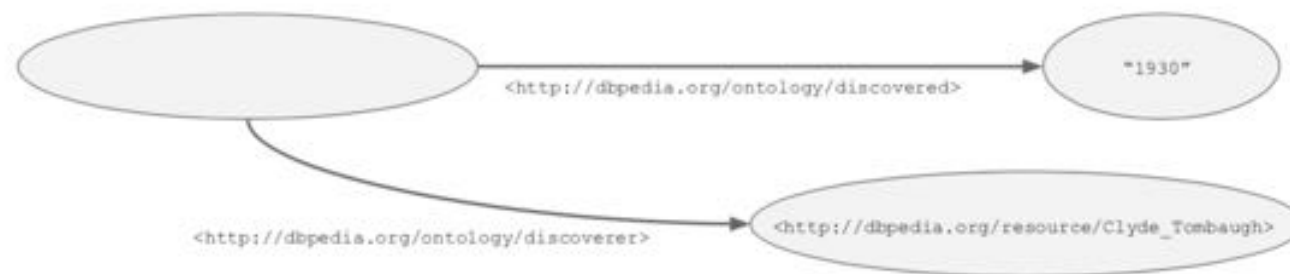 "1930"
<http://dbpedia.org/ontology/discovered>
<http://dbpedia.org/resource/Clyde_Tombaugh>
<http://dbpedia.org/ontology/discoverer>